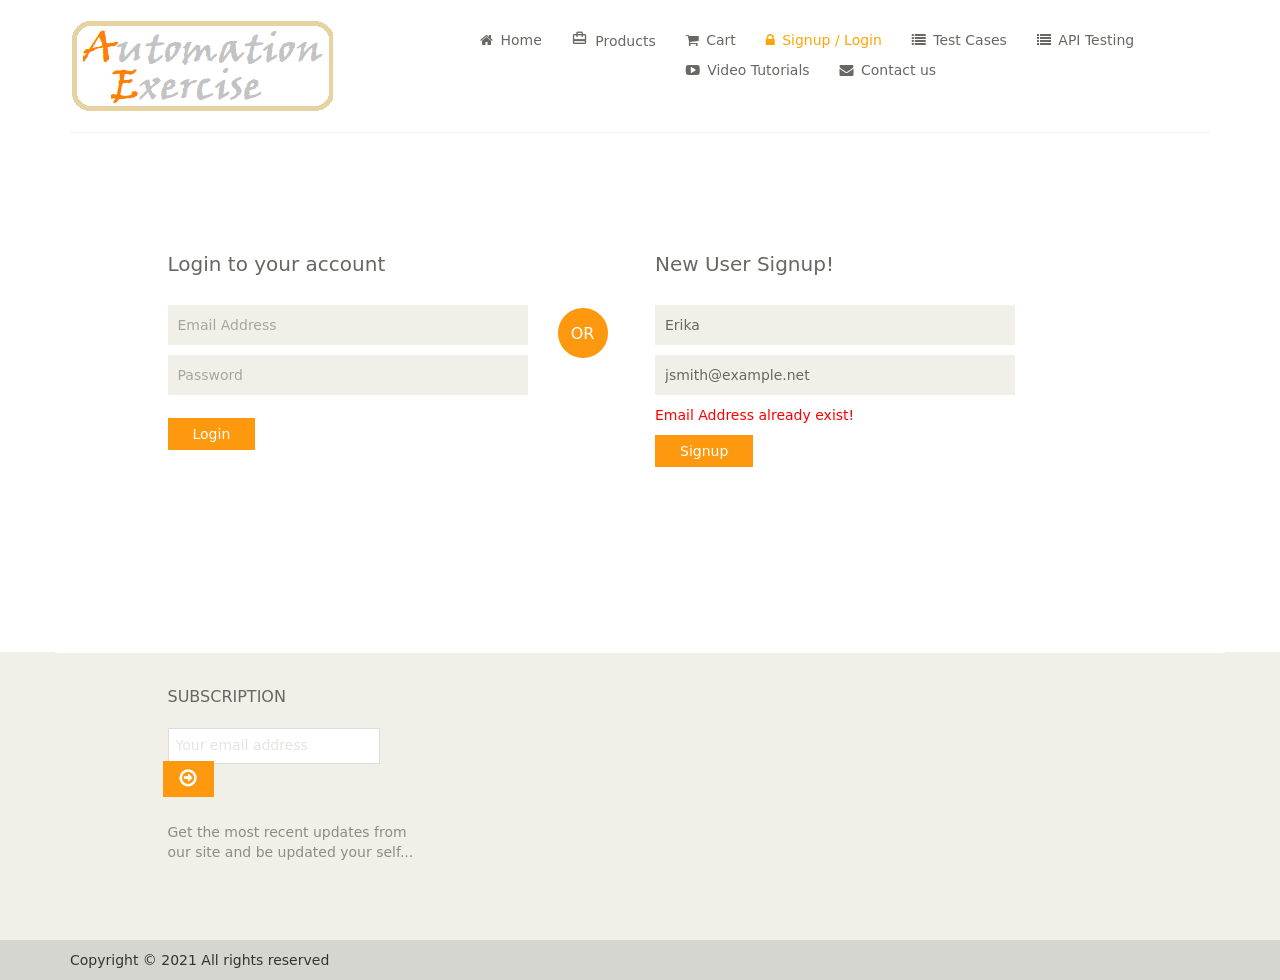 Automation
Exercise
Home Products Cart Signup / Login Test Cases API Testing
Video Tutorials Contact us
Login to your account
Email Address
Password
Login
OR
New User Signup!
Erika
jsmith@example.net
Email Address already exist!
Signup
SUBSCRIPTION
Your email address
Get the most recent updates from
our site and be updated your self...
Copyright © 2021 All rights reserved